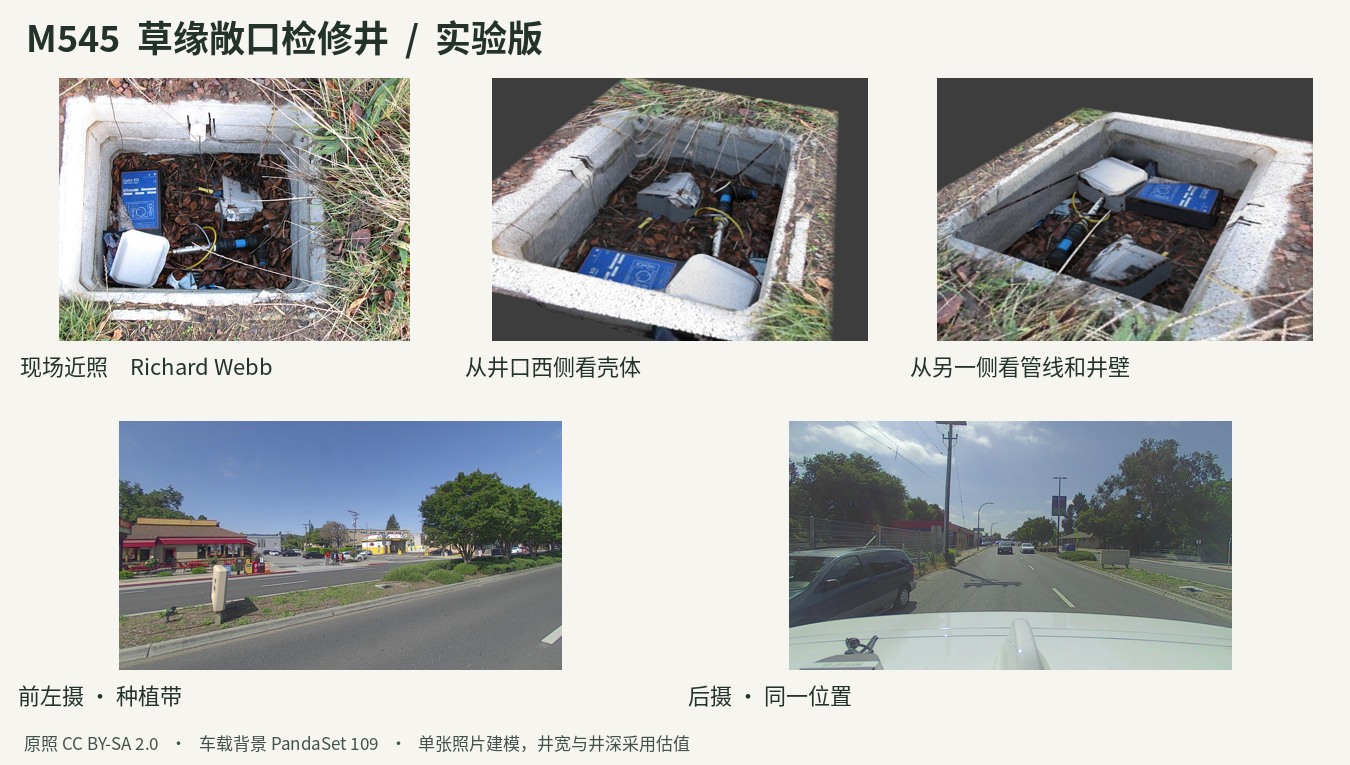 M545 草缘敞口检修井 / 实验版
现场近照 Richard Webb
从井口西侧看壳体
从另一侧看管线和井壁
前左摄 · 种植带
后摄 · 同一位置
原照 CC BY-SA 2.0 · 车载背景 PandaSet 109 · 单张照片建模，井宽与井深采用估值